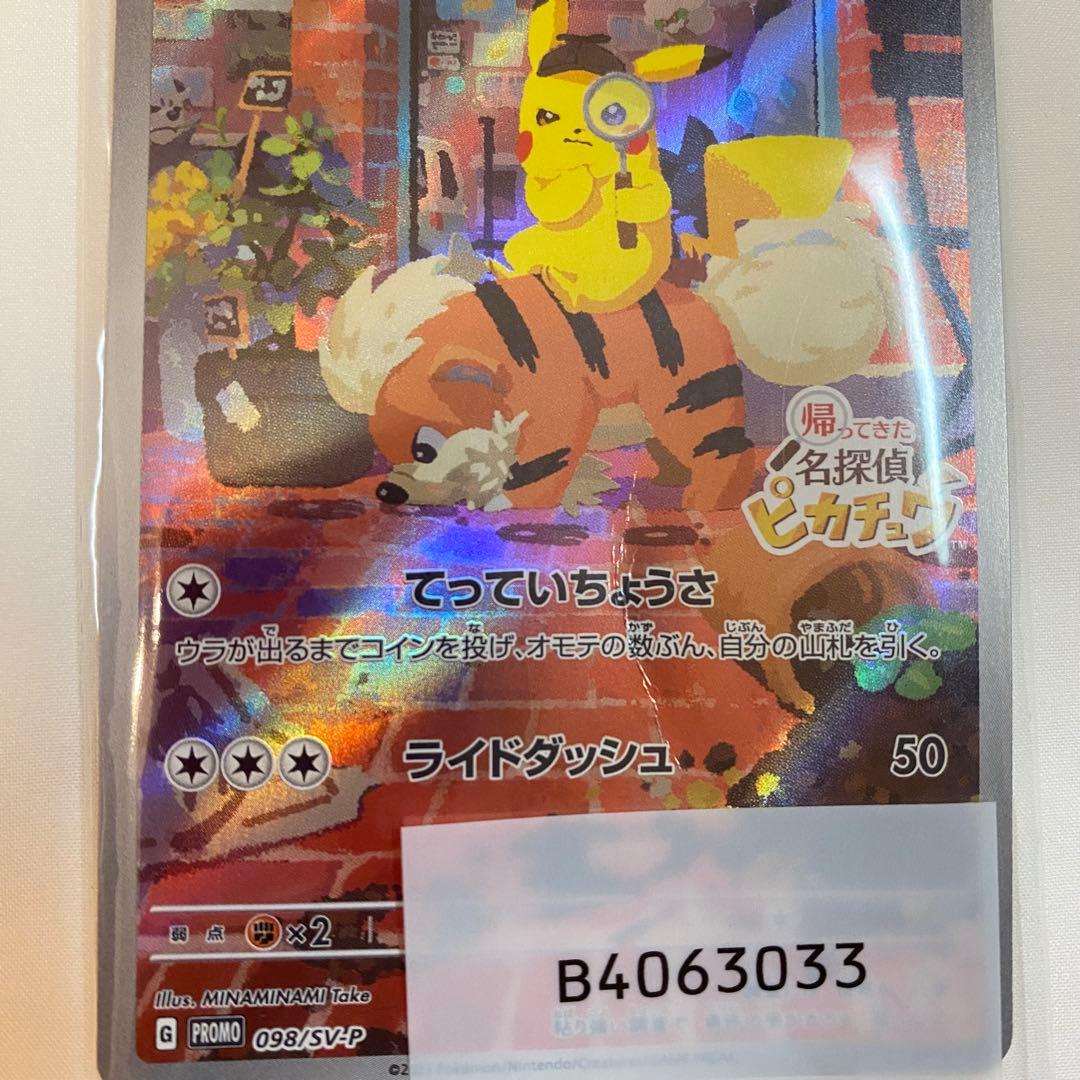 帰ってきた
名探偵
ピカチュウ
TM
てっていちょうさ
ウラが出るまでコインを投げ、オモテの数ぶん、自分の山札を引く。
ライドダッシュ 50
弱点 ×2
B4063033
Illus. MINAMINAMI Take
G PROMO 098/SV-P